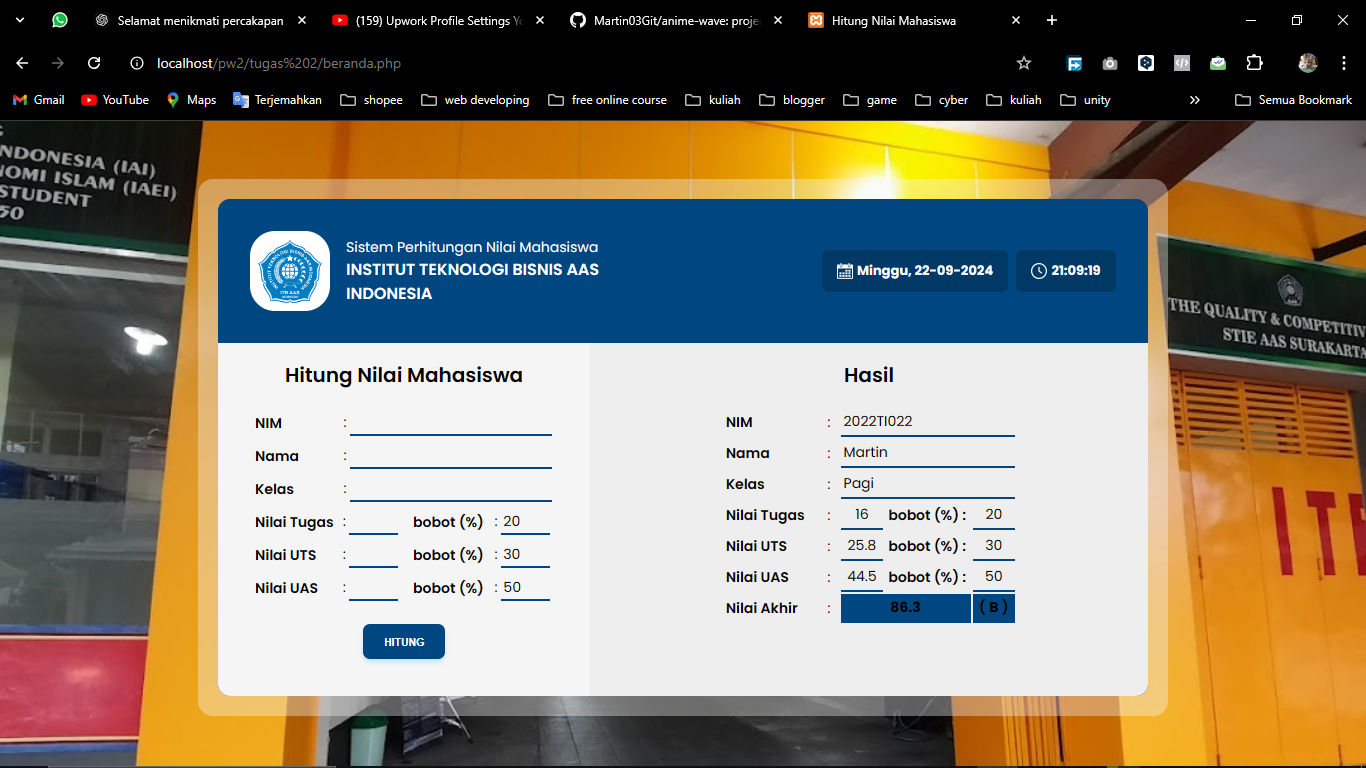 Selamat menikmati percakapan
(159) Upwork Profile Settings Yo
Martin03Git/anime-wave: proje
Hitung Nilai Mahasiswa
localhost/pw2/tugas%202/beranda.php
Gmail
YouTube
Maps
Terjemahkan
shopee
web developing
free online course
kuliah
blogger
game
cyber
kuliah
unity
Semua Bookmark
NDONESIA (IAI)
NOMI ISLAM (IAEI)
STUDENT
50
THE QUALITY & COMPETITIV
STIE AAS SURAKARTA
Sistem Perhitungan Nilai Mahasiswa
INSTITUT TEKNOLOGI BISNIS AAS
INDONESIA
Minggu, 22-09-2024
21:09:19
Hitung Nilai Mahasiswa
NIM :
Nama :
Kelas :
Nilai Tugas : bobot (%) : 20
Nilai UTS : bobot (%) : 30
Nilai UAS : bobot (%) : 50
HITUNG
Hasil
NIM : 2022TI022
Nama : Martin
Kelas : Pagi
Nilai Tugas : 16 bobot (%) : 20
Nilai UTS : 25.8 bobot (%) : 30
Nilai UAS : 44.5 bobot (%) : 50
Nilai Akhir : 86.3 ( B )